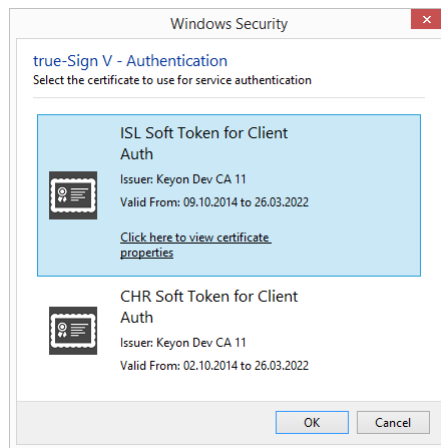 Windows Security
true-Sign V - Authentication
Select the certificate to use for service authentication
ISL Soft Token for Client
Auth
Issuer: Keyon Dev CA 11
Valid From: 09.10.2014 to 26.03.2022
Click here to view certificate
properties
CHR Soft Token for Client
Auth
Issuer: Keyon Dev CA 11
Valid From: 02.10.2014 to 26.03.2022
OK
Cancel